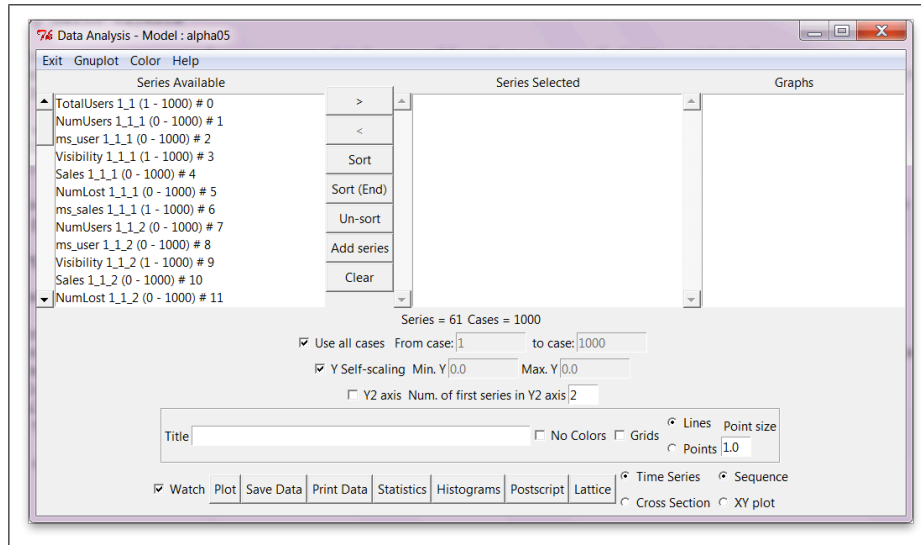 7% Data Analysis - Model : alpha05
Exit Gnuplot Color Help
Series Available Series Selected Graphs
TotalUsers 1_1 (1 - 1000) # 0
NumUsers 1_1_1 (0 - 1000) # 1
ms_user 1_1_1 (0 - 1000) # 2
Visibility 1_1_1 (1 - 1000) # 3
Sales 1_1_1 (0 - 1000) # 4
NumLost 1_1_1 (0 - 1000) # 5
ms_sales 1_1_1 (1 - 1000) # 6
NumUsers 1_1_2 (0 - 1000) # 7
ms_user 1_1_2 (0 - 1000) # 8
Visibility 1_1_2 (1 - 1000) # 9
Sales 1_1_2 (0 - 1000) # 10
NumLost 1_1_2 (0 - 1000) # 11
>
<
Sort
Sort (End)
Un-sort
Add series
Clear
Series = 61 Cases = 1000
Use all cases From case: 1 to case: 1000
Y Self-scaling Min. Y 0.0 Max. Y 0.0
Y2 axis Num. of first series in Y2 axis 2
Title No Colors Grids Lines Point size
Points 1.0
Watch Plot Save Data Print Data Statistics Histograms Postscript Lattice Time Series Sequence
Cross Section XY plot